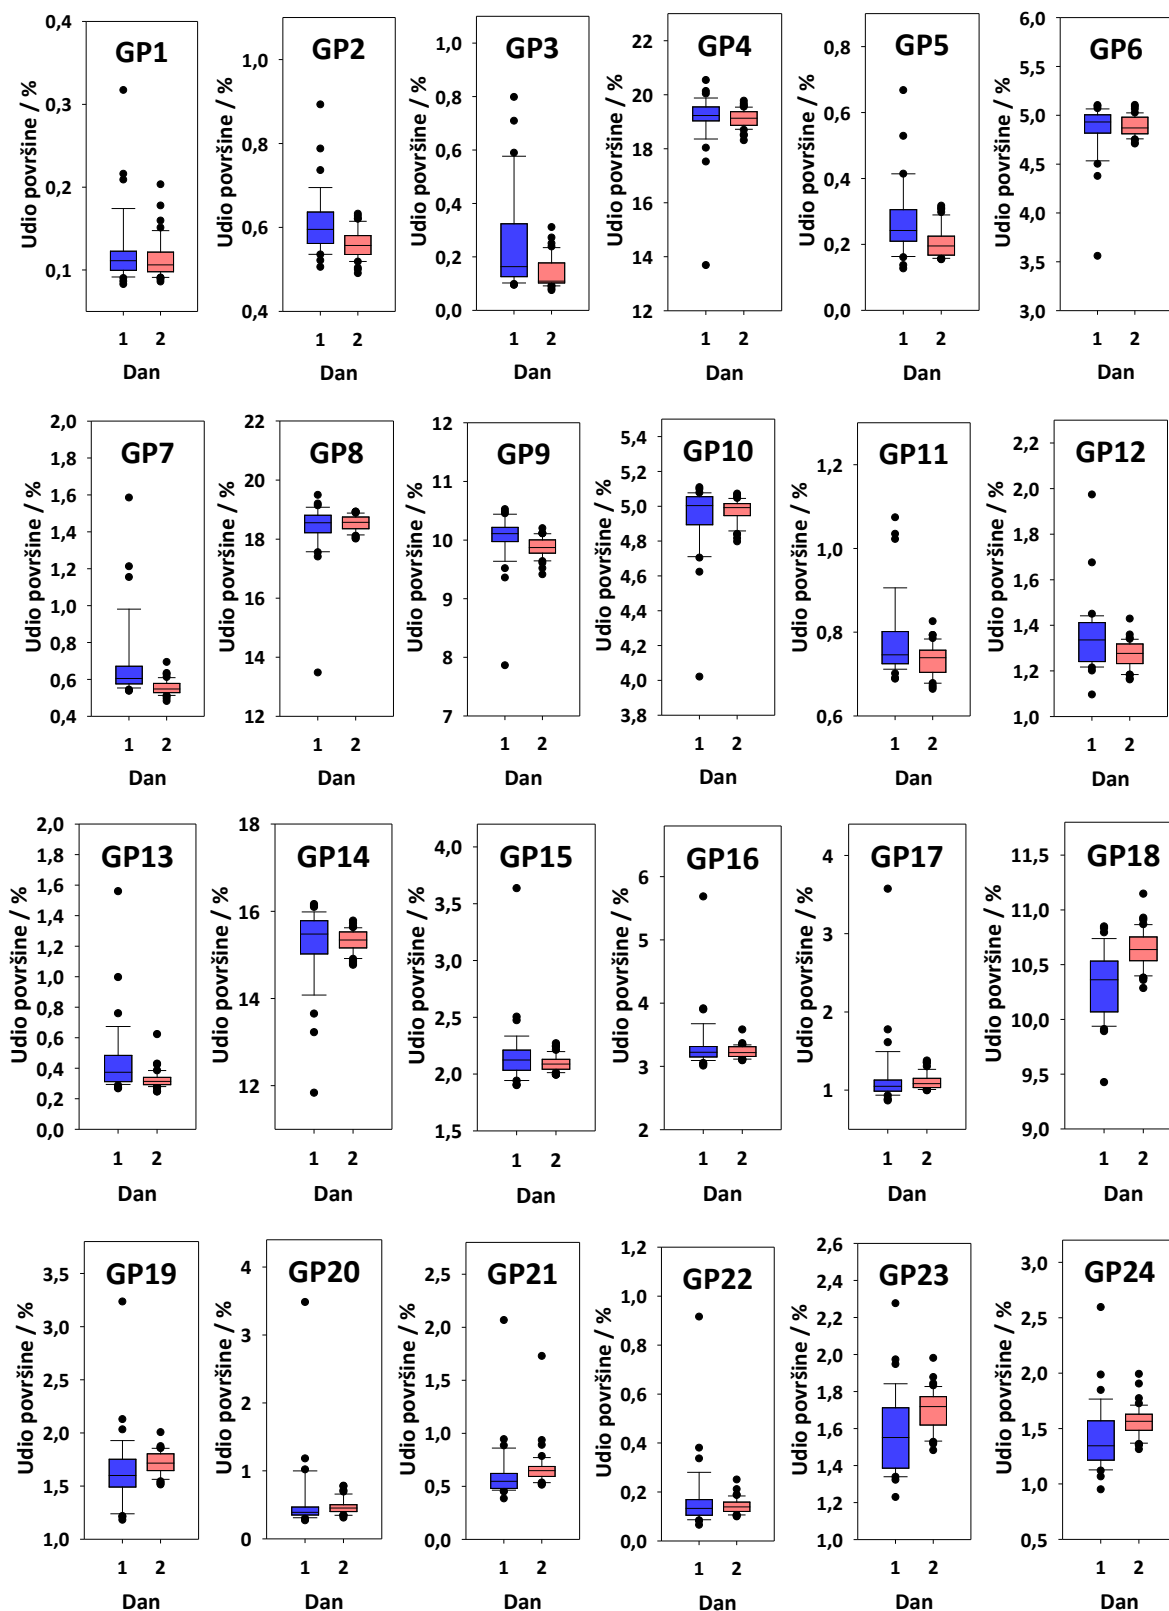 GP1
Udio površine / %
0,4
0,3
0,2
0,1
1 2
Dan
GP2
Udio površine / %
1,0
0,8
0,6
0,4
1 2
Dan
GP3
Udio površine / %
1,0
0,8
0,6
0,4
0,2
0,0
1 2
Dan
GP4
Udio površine / %
22
20
18
16
14
12
1 2
Dan
GP5
Udio površine / %
0,8
0,6
0,4
0,2
0,0
1 2
Dan
GP6
Udio površine / %
6,0
5,5
5,0
4,5
4,0
3,5
3,0
1 2
Dan
GP7
Udio površine / %
2,0
1,8
1,6
1,4
1,2
1,0
0,8
0,6
0,4
1 2
Dan
GP8
Udio površine / %
22
20
18
16
14
12
1 2
Dan
GP9
Udio površine / %
12
11
10
9
8
7
1 2
Dan
GP10
Udio površine / %
5,4
5,2
5,0
4,8
4,6
4,4
4,2
4,0
3,8
1 2
Dan
GP11
Udio površine / %
1,2
1,0
0,8
0,6
1 2
Dan
GP12
Udio površine / %
2,2
2,0
1,8
1,6
1,4
1,2
1,0
1 2
Dan
GP13
Udio površine / %
2,0
1,8
1,6
1,4
1,2
1,0
0,8
0,6
0,4
0,2
0,0
1 2
Dan
GP14
Udio površine / %
18
16
14
12
1 2
Dan
GP15
Udio površine / %
4,0
3,5
3,0
2,5
2,0
1,5
1 2
Dan
GP16
Udio površine / %
6
5
4
3
2
1 2
Dan
GP17
Udio površine / %
4
3
2
1
1 2
Dan
GP18
Udio površine / %
11,5
11,0
10,5
10,0
9,5
9,0
1 2
Dan
GP19
Udio površine / %
3,5
3,0
2,5
2,0
1,5
1,0
1 2
Dan
GP20
Udio površine / %
4
3
2
1
0
1 2
Dan
GP21
Udio površine / %
2,5
2,0
1,5
1,0
0,5
0,0
1 2
Dan
GP22
Udio površine / %
1,2
1,0
0,8
0,6
0,4
0,2
0,0
1 2
Dan
GP23
Udio površine / %
2,6
2,4
2,2
2,0
1,8
1,6
1,4
1,2
1,0
1 2
Dan
GP24
Udio površine / %
3,0
2,5
2,0
1,5
1,0
0,5
1 2
Dan